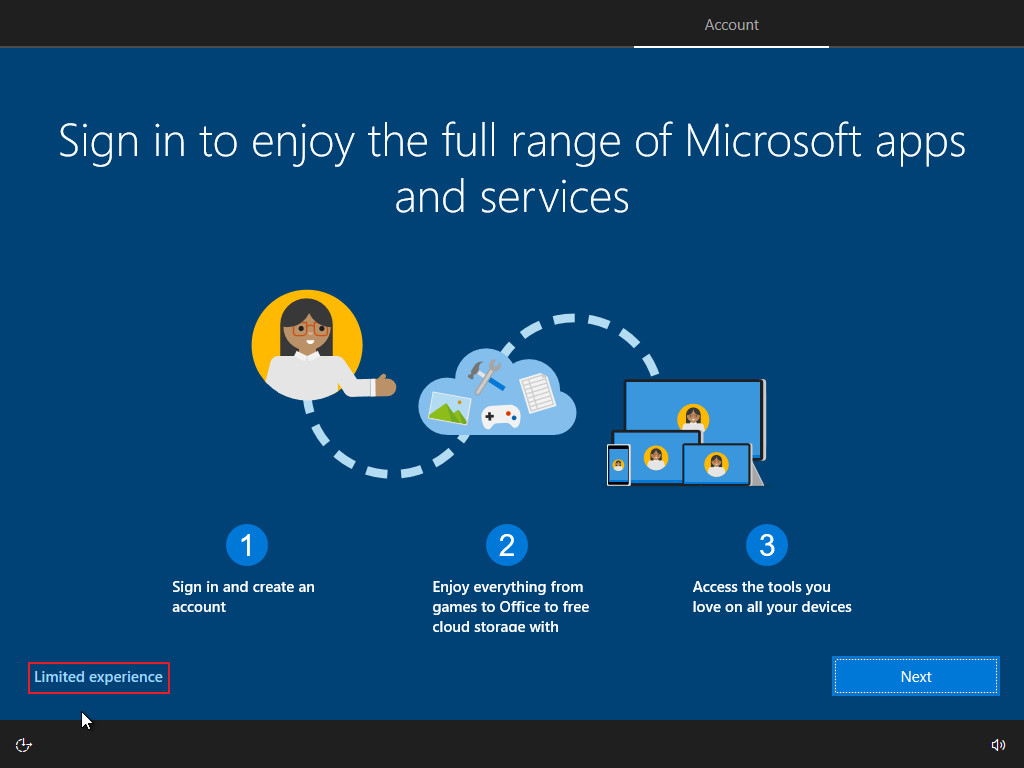 Account
Sign in to enjoy the full range of Microsoft apps
and services
1
2
3
Sign in and create an
account
Enjoy everything from
games to Office to free
cloud storage with
Access the tools you
love on all your devices
Limited experience
Next